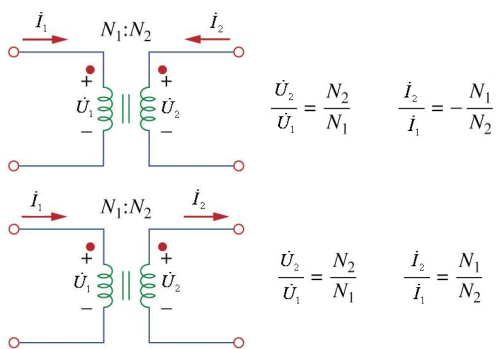 İ₁ N₁:N₂ İ₂
+ +
U̇₁ U̇₂
− −
U̇₂/U̇₁ = N₂/N₁ İ₂/İ₁ = −N₁/N₂
İ₁ N₁:N₂ İ₂
+ +
U̇₁ U̇₂
− −
U̇₂/U̇₁ = N₂/N₁ İ₂/İ₁ = N₁/N₂